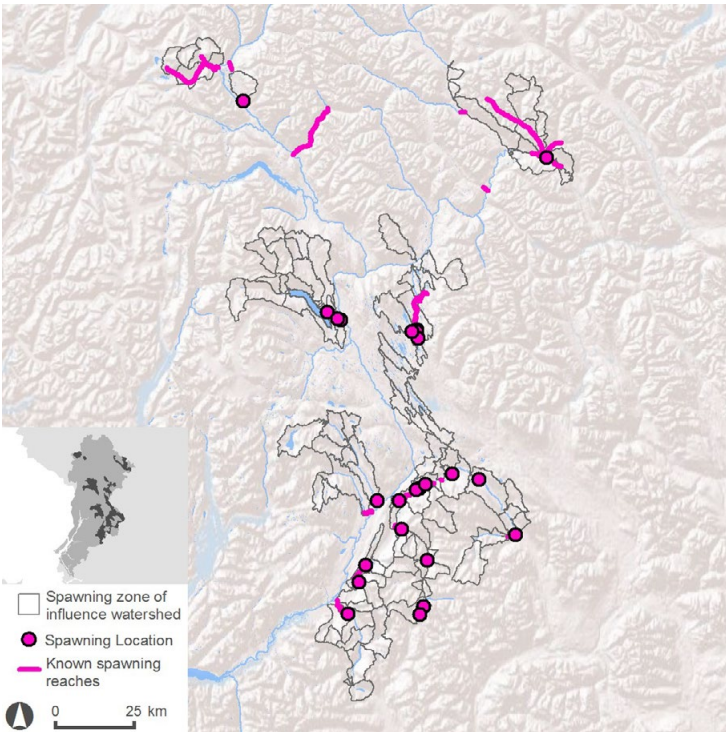 Spawning zone of
influence watershed
Spawning Location
Known spawning
reaches
0 25 km